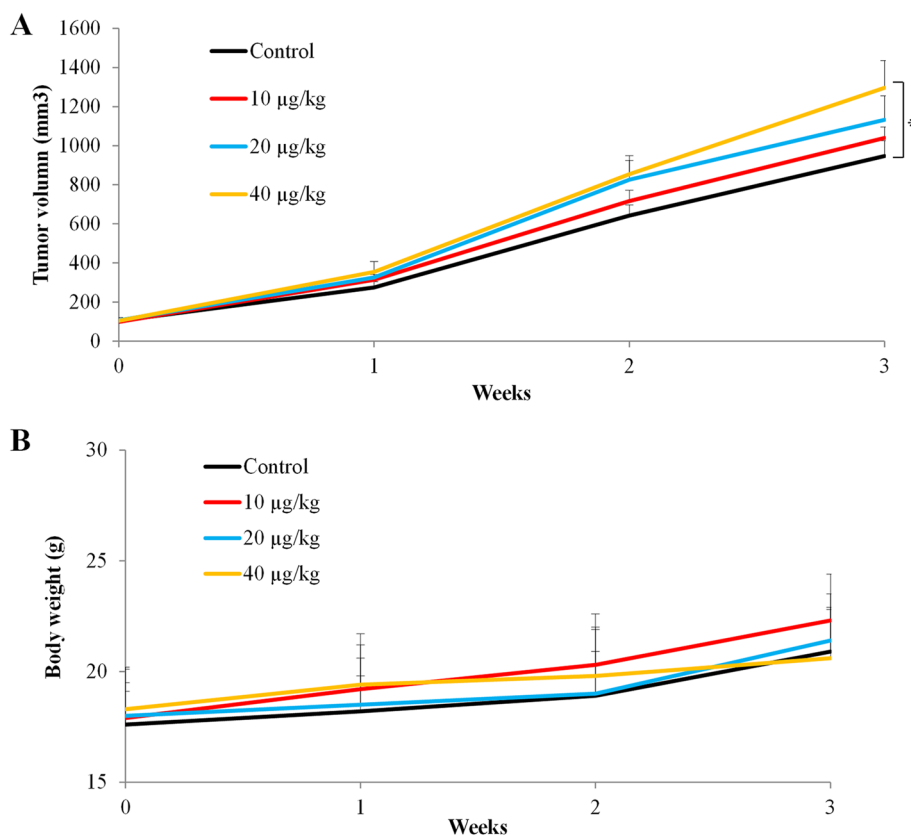 A
1600
1400
1200
1000
800
600
400
200
0
Tumor volumn (mm3)
Control
10 µg/kg
20 µg/kg
40 µg/kg
*
0 1 2 3
Weeks
B
30
25
20
15
Body weight (g)
Control
10 µg/kg
20 µg/kg
40 µg/kg
0 1 2 3
Weeks